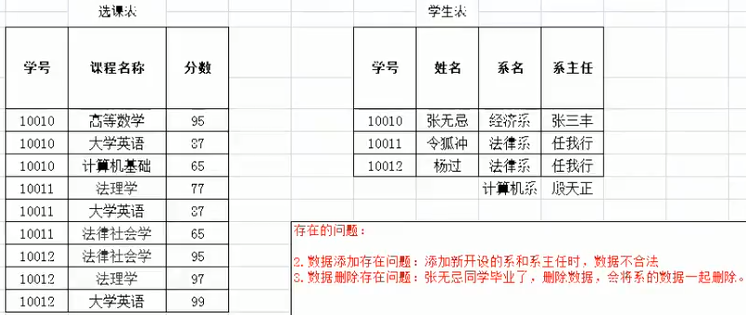 选课表 学生表
学号 课程名称 分数 学号 姓名 系名 系主任
10010 高等数学 95 10010 张无忌 经济系 张三丰
10010 大学英语 87 10011 令狐冲 法律系 任我行
10010 计算机基础 65 10012 杨过 法律系 任我行
10011 法理学 77 计算机系 殷天正
10011 大学英语 87
10011 法律社会学 65
10012 法律社会学 95
10012 法理学 97
10012 大学英语 99
存在的问题：
2.数据添加存在问题：添加新开设的系和系主任时，数据不合法
3.数据删除存在问题：张无忌同学毕业了，删除数据，会将系的数据一起删除。